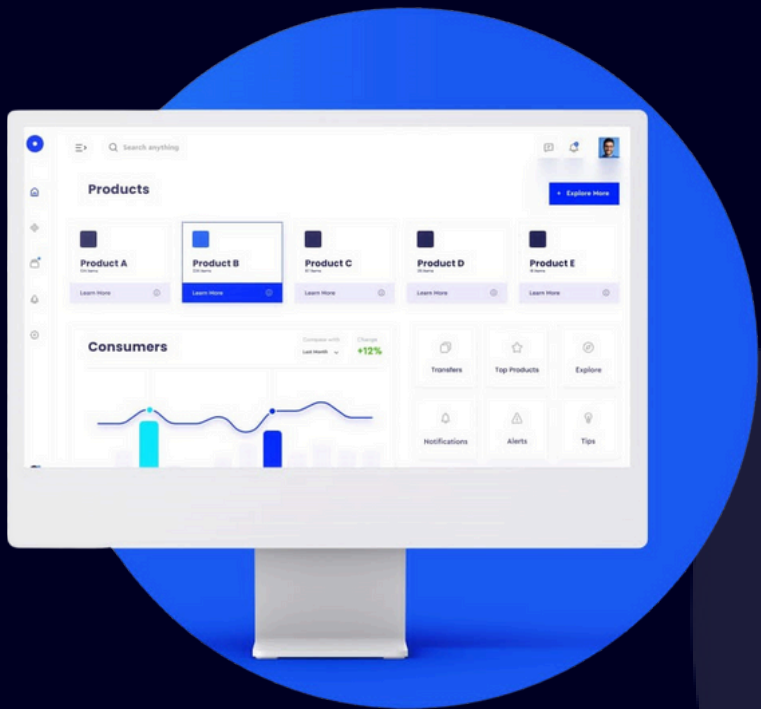 Search anything
Products
+ Explore More
Product A
Product B
Product C
Product D
Product E
Learn More
Learn More
Learn More
Learn More
Learn More
Consumers
Compare with
Last Month
Change
+12%
Transfers
Top Products
Explore
Notifications
Alerts
Tips